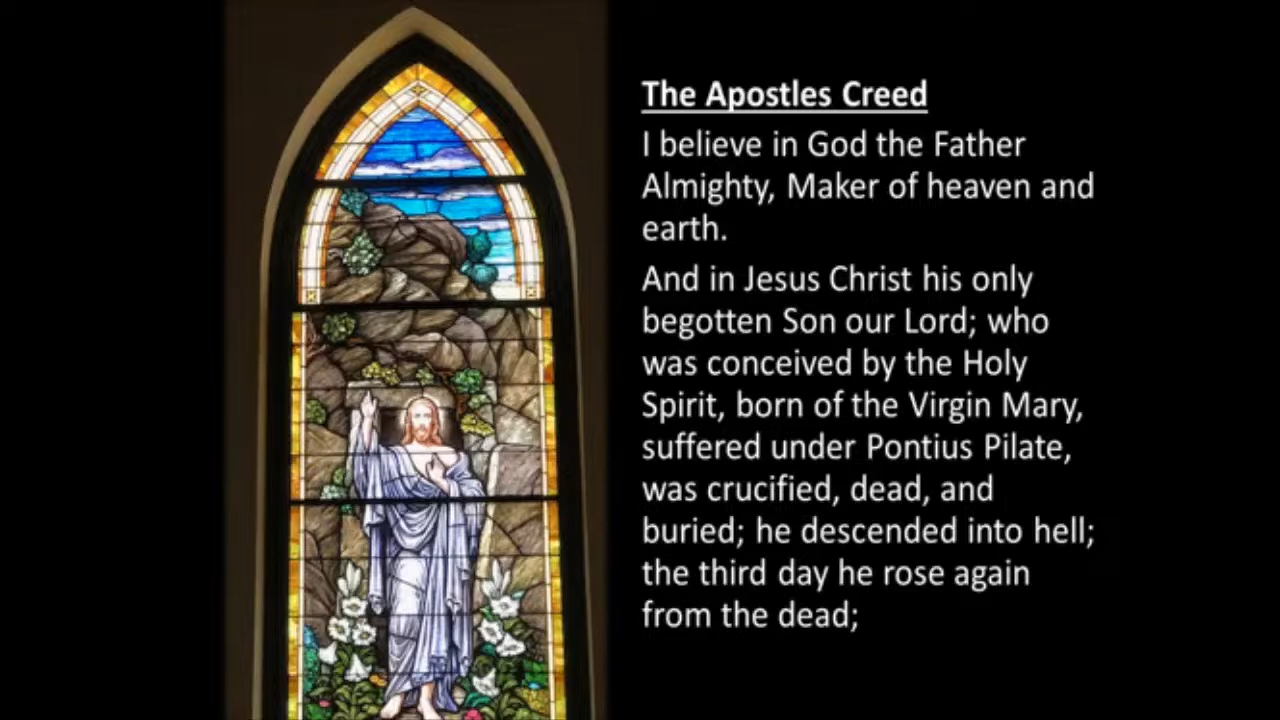 The Apostles Creed
I believe in God the Father
Almighty, Maker of heaven and
earth.
And in Jesus Christ his only
begotten Son our Lord; who
was conceived by the Holy
Spirit, born of the Virgin Mary,
suffered under Pontius Pilate,
was crucified, dead, and
buried; he descended into hell;
the third day he rose again
from the dead;